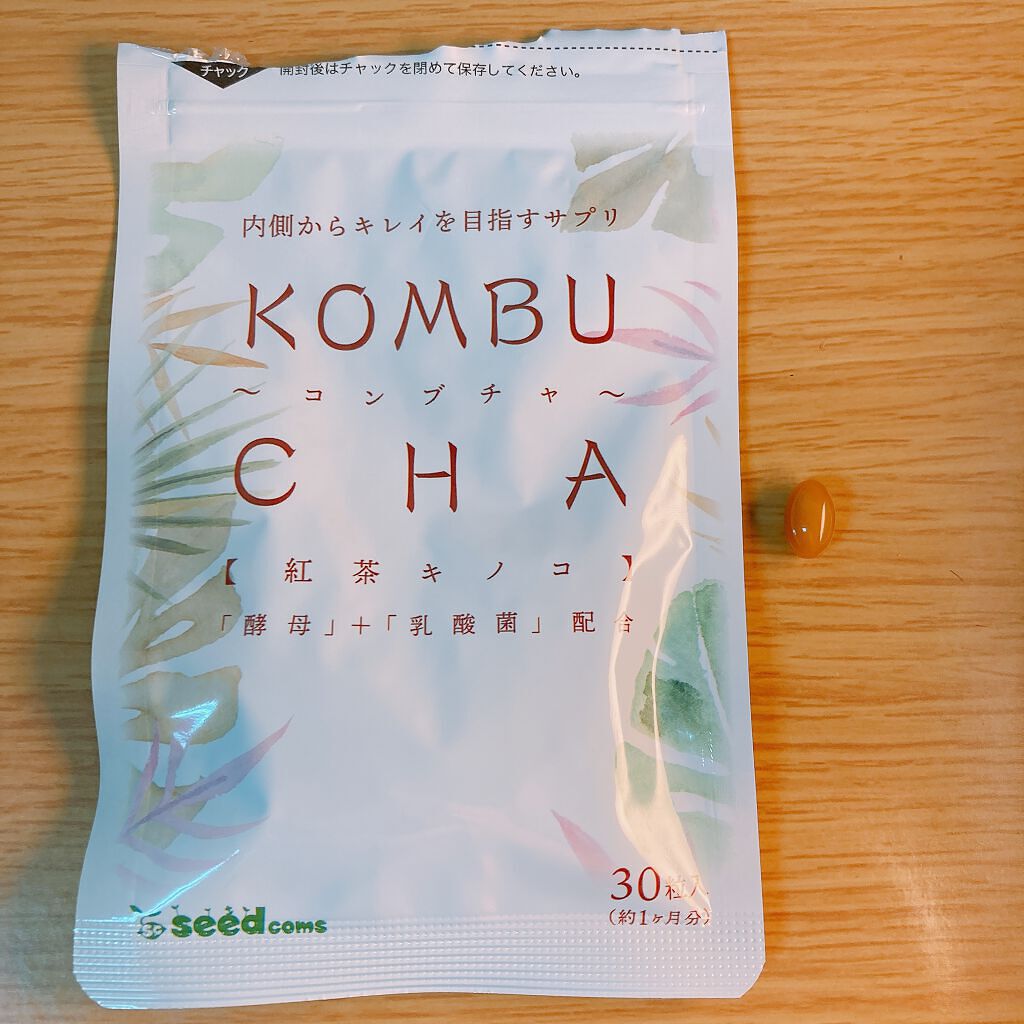 チャック
開封後はチャックを閉めて保存してください。
内側からキレイを目指すサプリ
KOMBU
～コンブチャ～
CHA
【紅茶キノコ】
「酵母」+「乳酸菌」配合
30粒入
(約1ヶ月分)
seedcoms